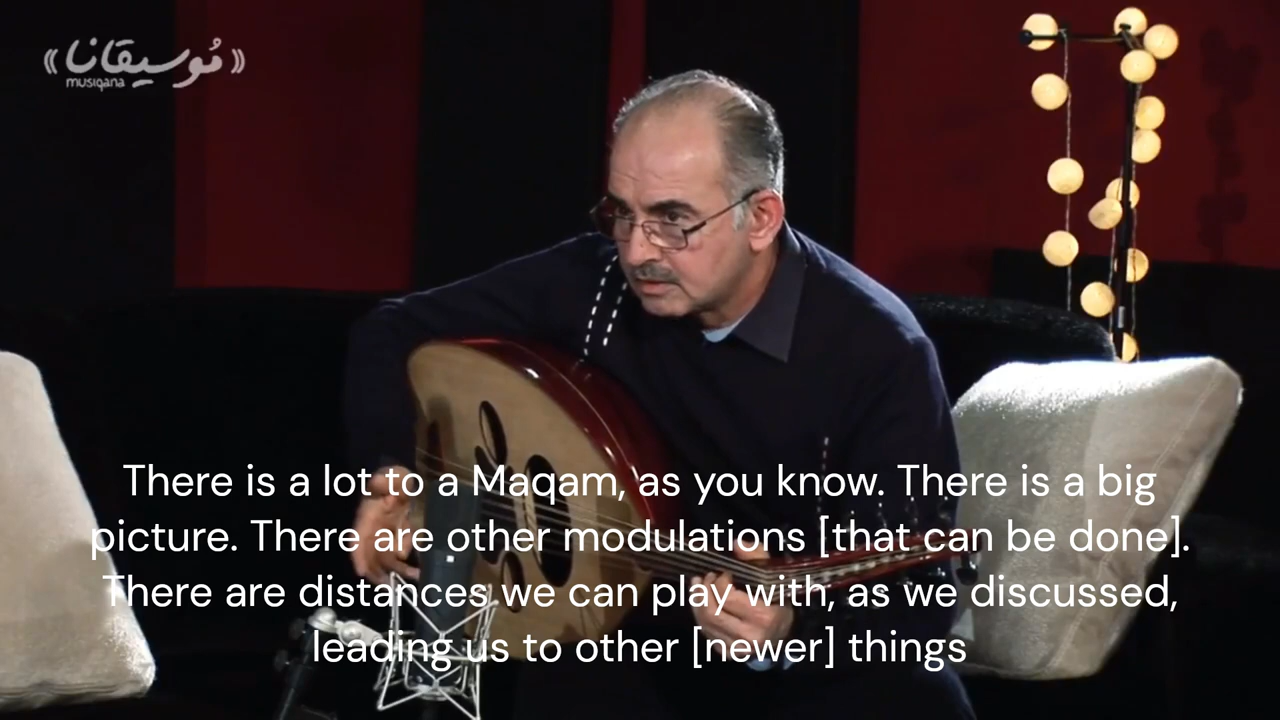 مُوسيقانا
musiqana
There is a lot to a Maqam, as you know. There is a big
picture. There are other modulations [that can be done].
There are distances we can play with, as we discussed,
leading us to other [newer] things